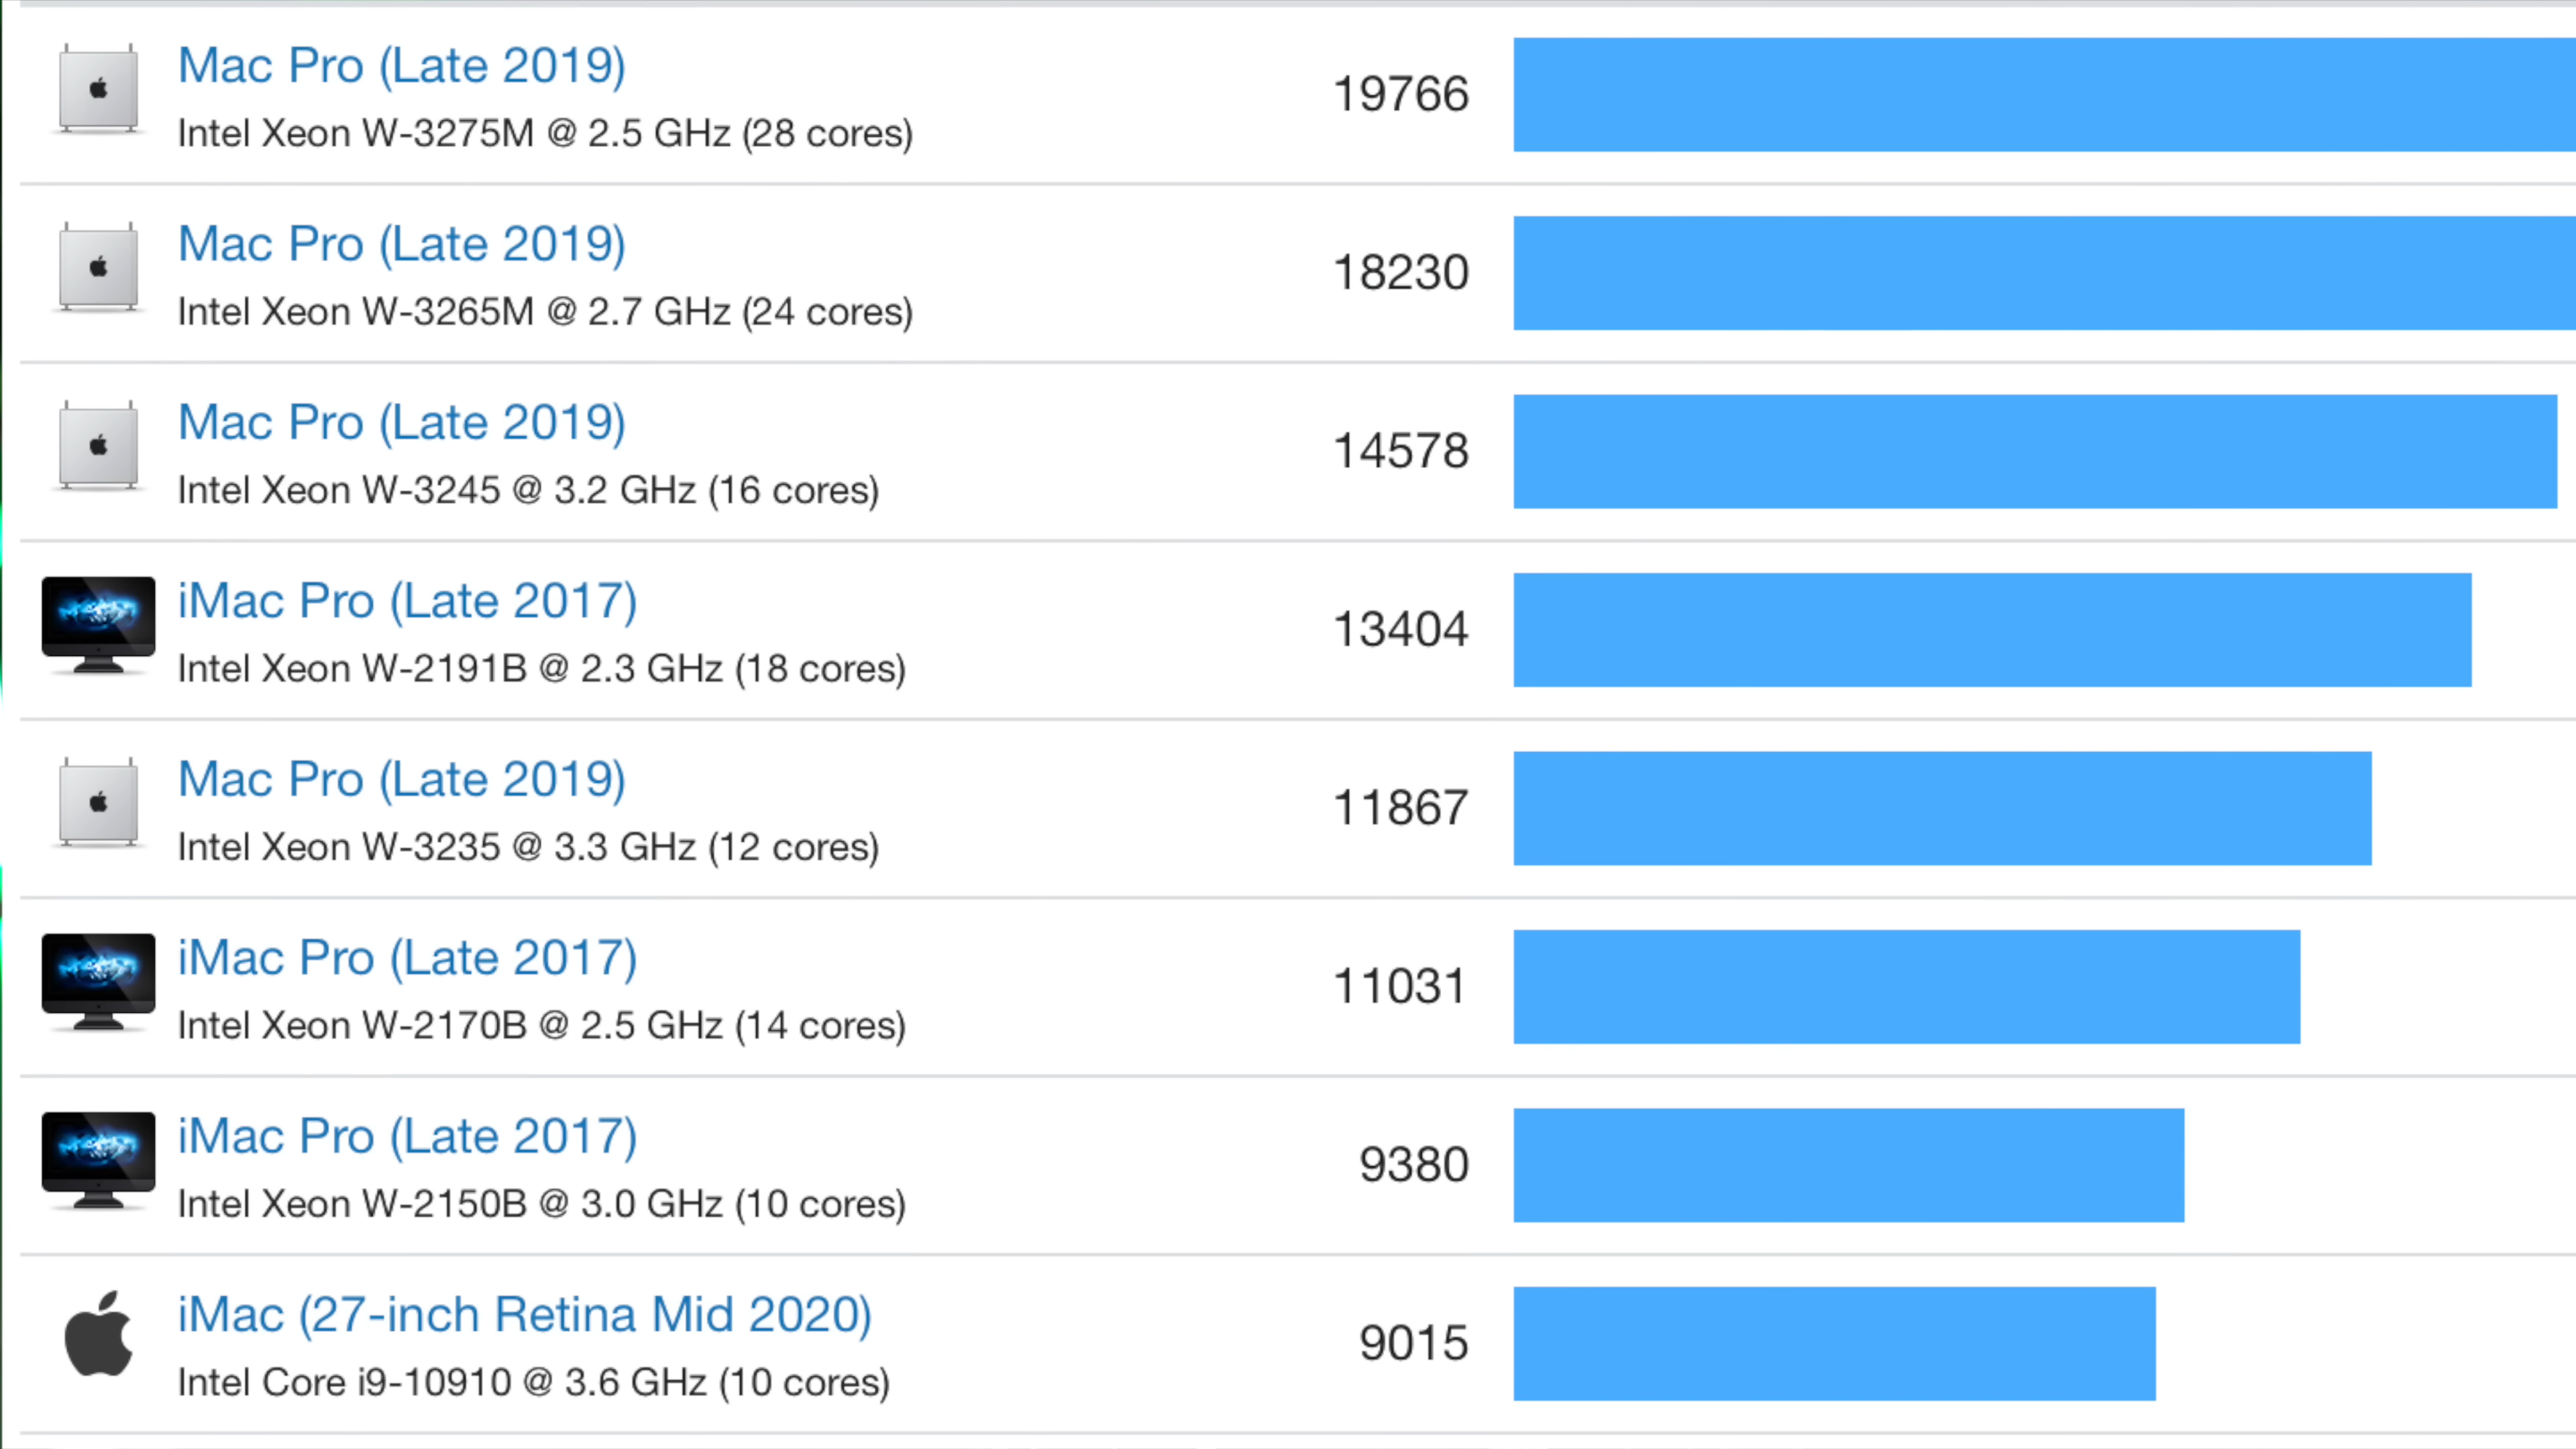 Mac Pro (Late 2019)
19766
Intel Xeon W-3275M @ 2.5 GHz (28 cores)
Mac Pro (Late 2019)
18230
Intel Xeon W-3265M @ 2.7 GHz (24 cores)
Mac Pro (Late 2019)
14578
Intel Xeon W-3245 @ 3.2 GHz (16 cores)
iMac Pro (Late 2017)
13404
Intel Xeon W-2191B @ 2.3 GHz (18 cores)
Mac Pro (Late 2019)
11867
Intel Xeon W-3235 @ 3.3 GHz (12 cores)
iMac Pro (Late 2017)
11031
Intel Xeon W-2170B @ 2.5 GHz (14 cores)
iMac Pro (Late 2017)
9380
Intel Xeon W-2150B @ 3.0 GHz (10 cores)
iMac (27-inch Retina Mid 2020)
9015
Intel Core i9-10910 @ 3.6 GHz (10 cores)